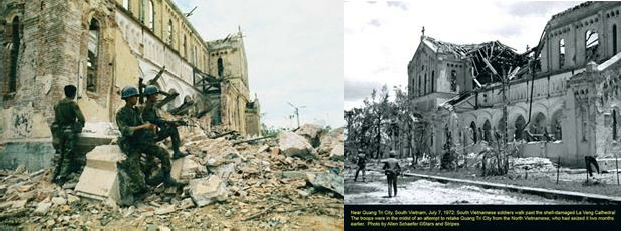 Near Quang Tri City, South Vietnam, July 7, 1972: South Vietnamese soldiers walk past the shell-damaged La Vang Cathedral
The troops were in the midst of an attempt to retake Quang Tri City from the North Vietnamese, who had seized it two months
earlier. Photo by Allen Schaefer ©Stars and Stripes